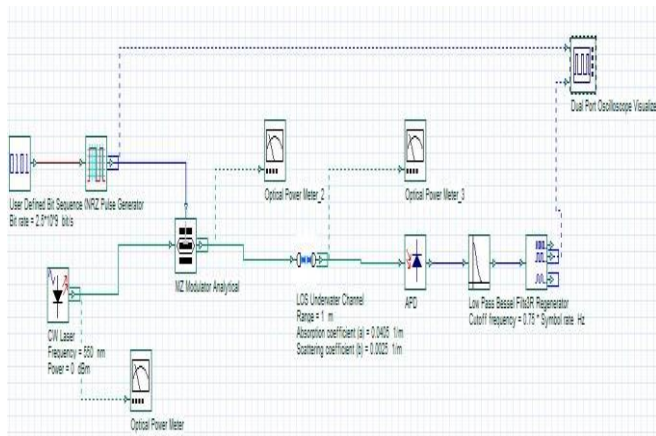 Dual Port Oscilloscope Visualize
Optical Power Meter_2
Optical Power Meter_3
User Defined Bit Sequence
NRZ Pulse Generator
Bit rate = 2.5*10^9 bit/s
MZ Modulator Analytical
LOS Underwater Channel
Range = 1 m
Absorption coefficient (a) = 0.0405 1/m
Scattering coefficient (b) = 0.0025 1/m
APD
Low Pass Bessel Filt
3R Regenerator
Cutoff frequency = 0.75 * Symbol rate Hz
CW Laser
Frequency = 550 nm
Power = 0 dBm
Optical Power Meter